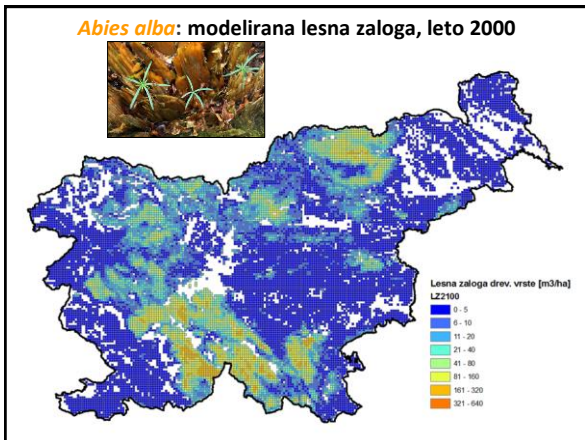 Abies alba: modelirana lesna zaloga, leto 2000
Lesna zaloga drev. vrste [m3/ha]
LZ2100
0 - 5
6 - 10
11 - 20
21 - 40
41 - 80
81 - 160
161 - 320
321 - 640